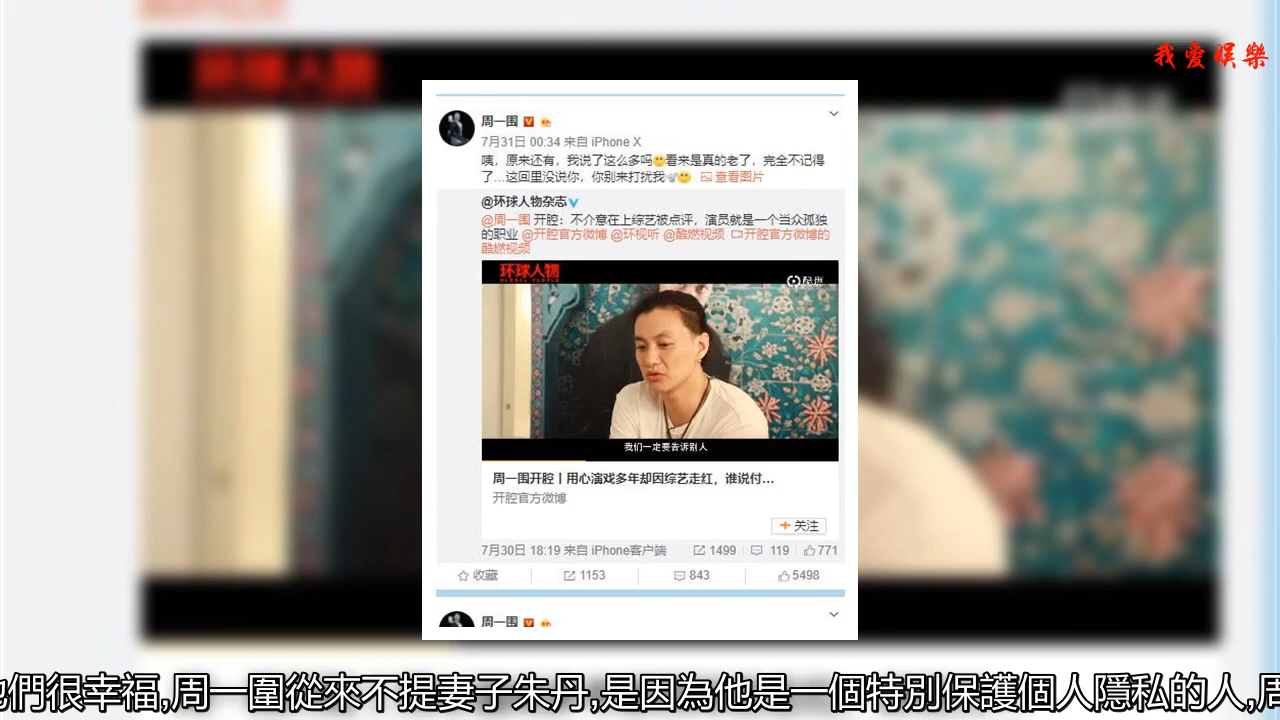 我愛娛樂
周一围
7月31日 00:34 来自 iPhone X
咦，原来还有，我说了这么多吗看来是真的老了，完全不记得
了...这回里没说你，你别来打扰我 查看图片
@环球人物杂志
@周一围 开腔：不介意在上综艺被点评，演员就是一个当众孤独
的职业 @开腔官方微博 @环视听 @酷燃视频 开腔官方微博的
酷燃视频
环球人物
GLOBAL PEOPLE
酷燃
我们一定要告诉别人
周一围开腔丨用心演戏多年却因综艺走红，谁说付...
开腔官方微博
+ 关注
7月30日 18:19 来自 iPhone客户端 1499 119 771
收藏 1153 843 5498
周一围
他們很幸福,周一圍從來不提妻子朱丹,是因為他是一個特別保護個人隱私的人,周